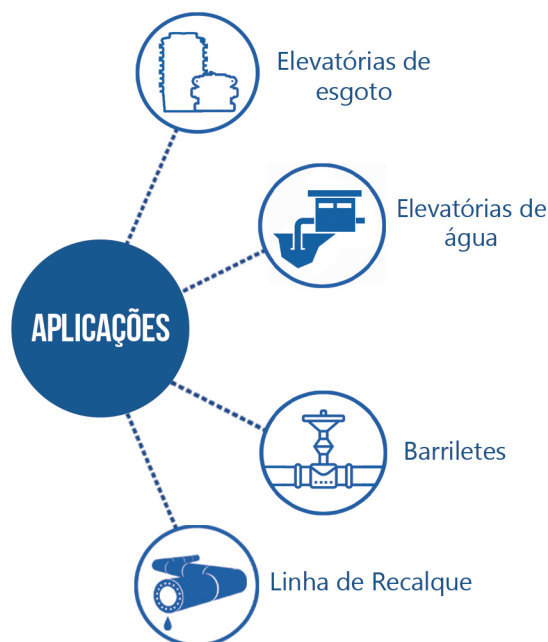 Elevatórias de
esgoto
Elevatórias de
água
APLICAÇÕES
Barriletes
Linha de Recalque